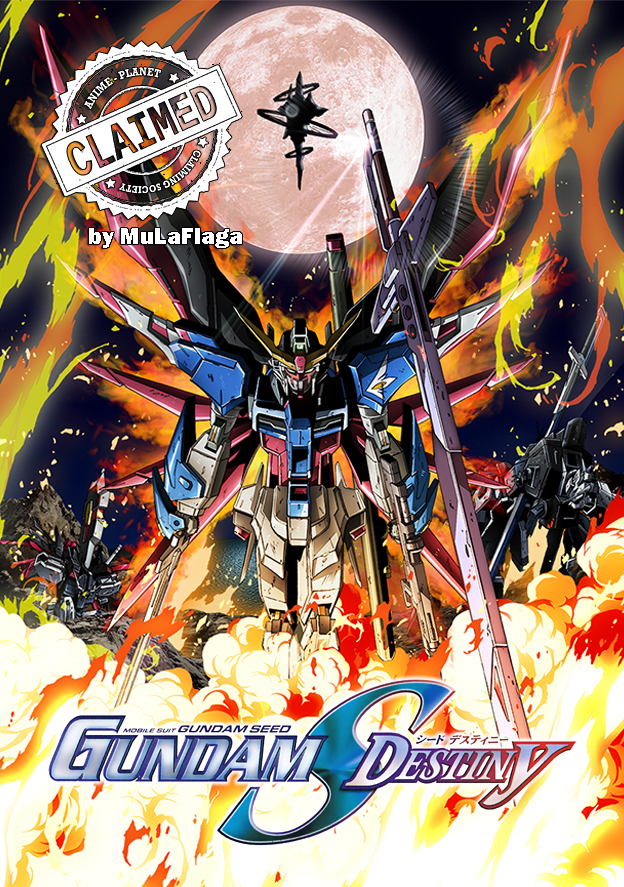 ANIME-PLANET
CLAIMED
CLAIMING SOCIETY
by MuLaFlaga
MOBILE SUIT GUNDAM SEED
GUNDAM S DESTINY
シード デスティニー